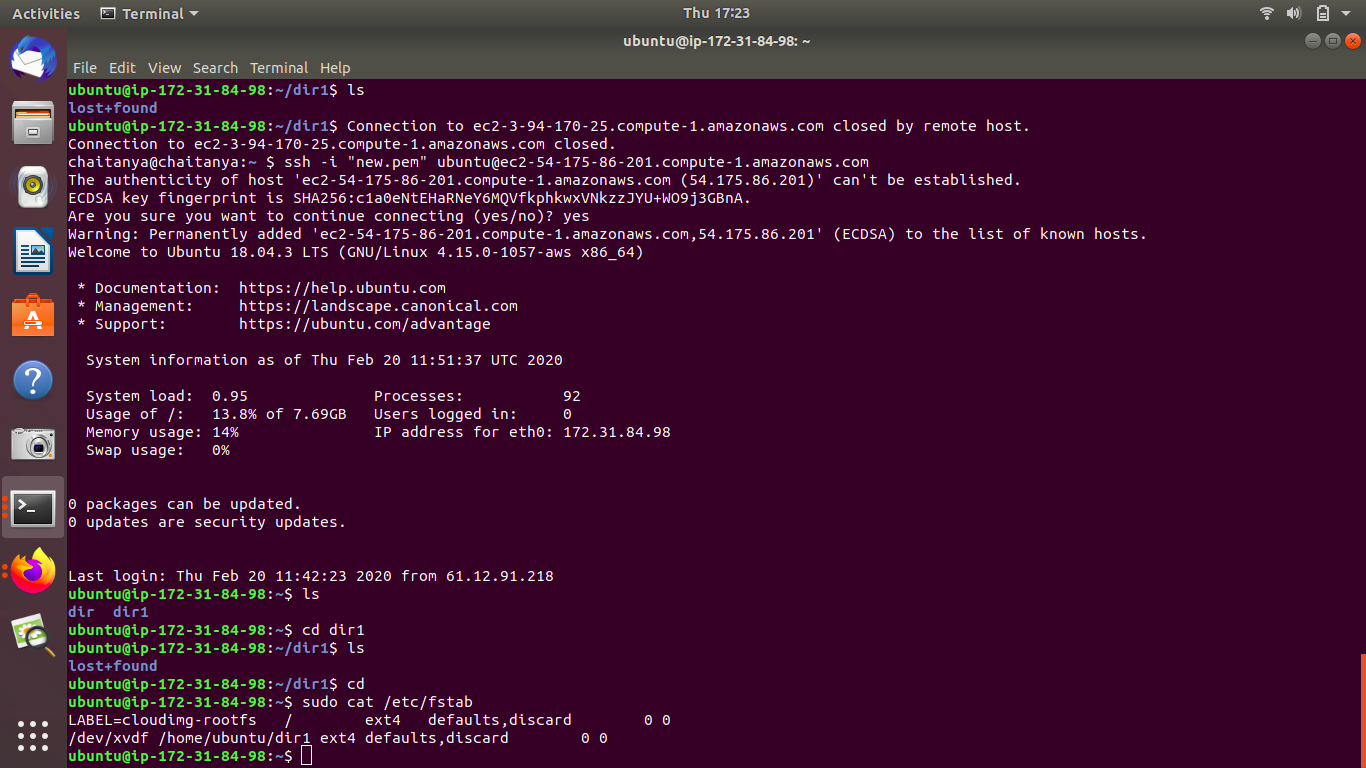 Activities Terminal Thu 17:23
ubuntu@ip-172-31-84-98: ~
File Edit View Search Terminal Help
ubuntu@ip-172-31-84-98:~/dir1$ ls
lost+found
ubuntu@ip-172-31-84-98:~/dir1$ Connection to ec2-3-94-170-25.compute-1.amazonaws.com closed by remote host.
Connection to ec2-3-94-170-25.compute-1.amazonaws.com closed.
chaitanya@chaitanya:~ $ ssh -i "new.pem" ubuntu@ec2-54-175-86-201.compute-1.amazonaws.com
The authenticity of host 'ec2-54-175-86-201.compute-1.amazonaws.com (54.175.86.201)' can't be established.
ECDSA key fingerprint is SHA256:c1a0eNtEHaRNeY6MQVfkphkwxVNkzzJYU+WO9j3GBnA.
Are you sure you want to continue connecting (yes/no)? yes
Warning: Permanently added 'ec2-54-175-86-201.compute-1.amazonaws.com,54.175.86.201' (ECDSA) to the list of known hosts.
Welcome to Ubuntu 18.04.3 LTS (GNU/Linux 4.15.0-1057-aws x86_64)
* Documentation:  https://help.ubuntu.com
* Management:     https://landscape.canonical.com
* Support:        https://ubuntu.com/advantage
System information as of Thu Feb 20 11:51:37 UTC 2020
System load:  0.95              Processes:           92
Usage of /:   13.8% of 7.69GB   Users logged in:     0
Memory usage: 14%               IP address for eth0: 172.31.84.98
Swap usage:   0%
0 packages can be updated.
0 updates are security updates.
Last login: Thu Feb 20 11:42:23 2020 from 61.12.91.218
ubuntu@ip-172-31-84-98:~$ ls
dir  dir1
ubuntu@ip-172-31-84-98:~$ cd dir1
ubuntu@ip-172-31-84-98:~/dir1$ ls
lost+found
ubuntu@ip-172-31-84-98:~/dir1$ cd
ubuntu@ip-172-31-84-98:~$ sudo cat /etc/fstab
LABEL=cloudimg-rootfs   /        ext4   defaults,discard        0 0
/dev/xvdf /home/ubuntu/dir1 ext4 defaults,discard        0 0
ubuntu@ip-172-31-84-98:~$